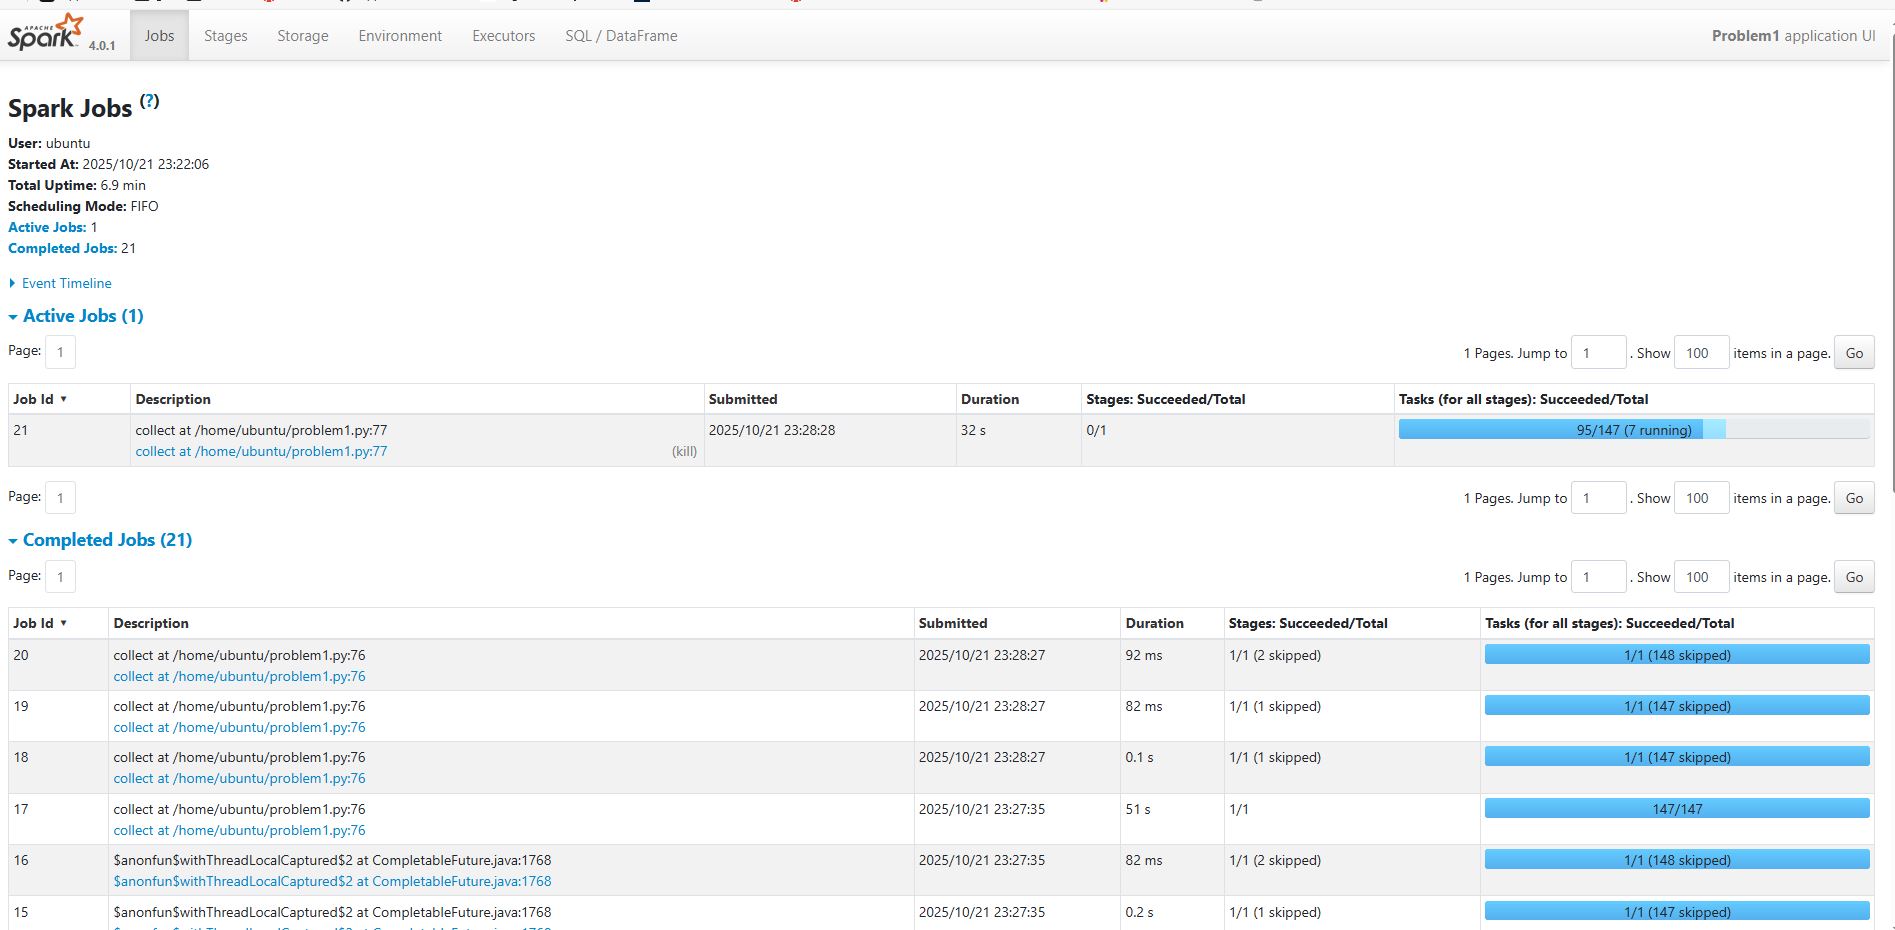 APACHE
Spark 4.0.1 Jobs Stages Storage Environment Executors SQL / DataFrame Problem1 application UI
Spark Jobs (?)
User: ubuntu
Started At: 2025/10/21 23:22:06
Total Uptime: 6.9 min
Scheduling Mode: FIFO
Active Jobs: 1
Completed Jobs: 21
Event Timeline
Active Jobs (1)
Page: 1 1 Pages. Jump to 1 . Show 100 items in a page. Go
Job Id ▾ Description Submitted Duration Stages: Succeeded/Total Tasks (for all stages): Succeeded/Total
21 collect at /home/ubuntu/problem1.py:77 2025/10/21 23:28:28 32 s 0/1 95/147 (7 running)
collect at /home/ubuntu/problem1.py:77 (kill)
Page: 1 1 Pages. Jump to 1 . Show 100 items in a page. Go
Completed Jobs (21)
Page: 1 1 Pages. Jump to 1 . Show 100 items in a page. Go
Job Id ▾ Description Submitted Duration Stages: Succeeded/Total Tasks (for all stages): Succeeded/Total
20 collect at /home/ubuntu/problem1.py:76 2025/10/21 23:28:27 92 ms 1/1 (2 skipped) 1/1 (148 skipped)
collect at /home/ubuntu/problem1.py:76
19 collect at /home/ubuntu/problem1.py:76 2025/10/21 23:28:27 82 ms 1/1 (1 skipped) 1/1 (147 skipped)
collect at /home/ubuntu/problem1.py:76
18 collect at /home/ubuntu/problem1.py:76 2025/10/21 23:28:27 0.1 s 1/1 (1 skipped) 1/1 (147 skipped)
collect at /home/ubuntu/problem1.py:76
17 collect at /home/ubuntu/problem1.py:76 2025/10/21 23:27:35 51 s 1/1 147/147
collect at /home/ubuntu/problem1.py:76
16 $anonfun$withThreadLocalCaptured$2 at CompletableFuture.java:1768 2025/10/21 23:27:35 82 ms 1/1 (2 skipped) 1/1 (148 skipped)
$anonfun$withThreadLocalCaptured$2 at CompletableFuture.java:1768
15 $anonfun$withThreadLocalCaptured$2 at CompletableFuture.java:1768 2025/10/21 23:27:35 0.2 s 1/1 (1 skipped) 1/1 (147 skipped)